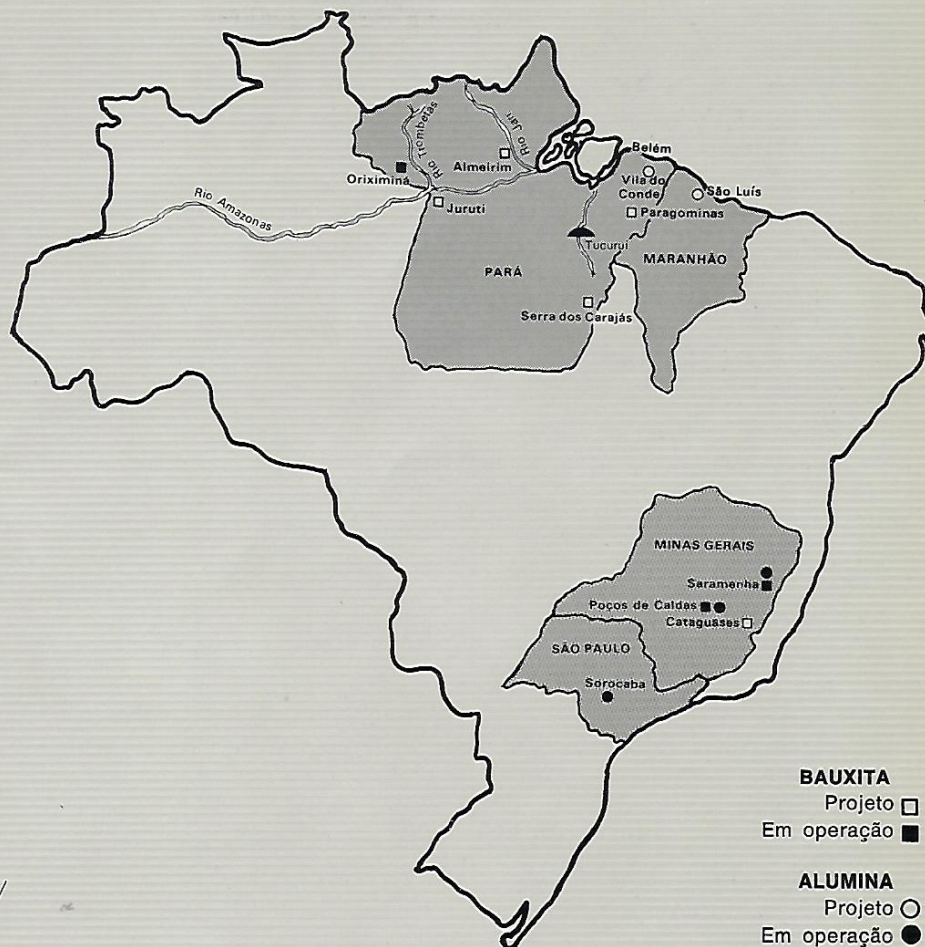 Rio Trombetas
Rio Jari
Belém
Almeirim
Oriximiná
Vila do
Conde
São Luís
Rio Amazonas
Juruti
Paragominas
Tucuruí
MARANHÃO
PARÁ
Serra dos Carajás
MINAS GERAIS
Saramenha
Poços de Caldas
Cataguases
SÃO PAULO
Sorocaba
BAUXITA
Projeto
Em operação
ALUMINA
Projeto
Em operação